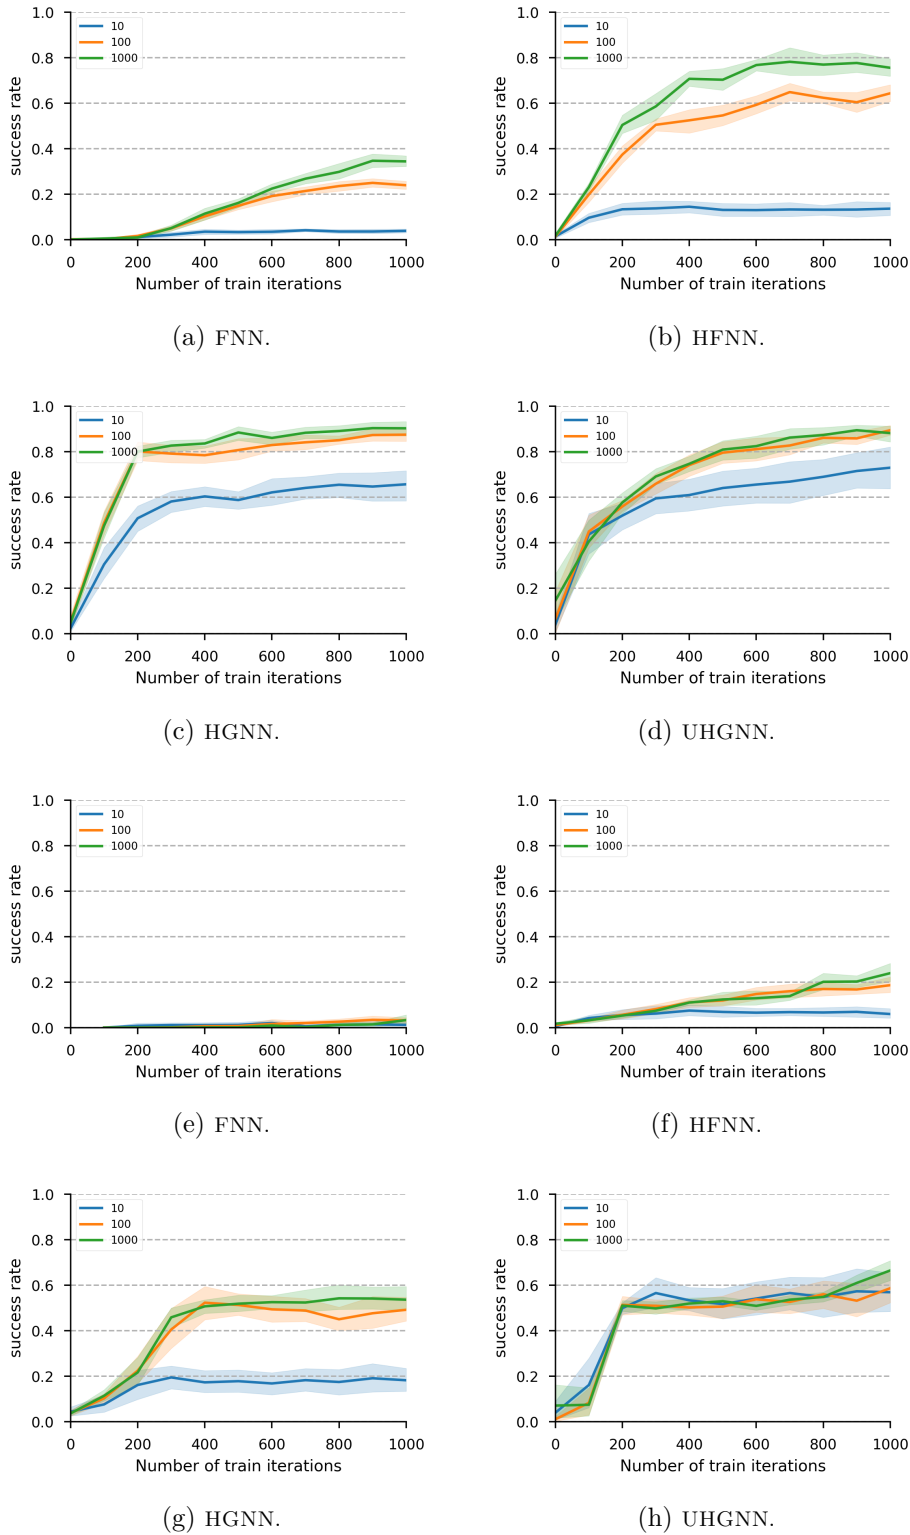 1.0
0.8
0.6
0.4
0.2
0.0
success rate
10
100
1000
0 200 400 600 800 1000
Number of train iterations
(a) FNN.
1.0
0.8
0.6
0.4
0.2
0.0
success rate
10
100
1000
0 200 400 600 800 1000
Number of train iterations
(b) HFNN.
1.0
0.8
0.6
0.4
0.2
0.0
success rate
10
100
1000
0 200 400 600 800 1000
Number of train iterations
(c) HGNN.
1.0
0.8
0.6
0.4
0.2
0.0
success rate
10
100
1000
0 200 400 600 800 1000
Number of train iterations
(d) UHGNN.
1.0
0.8
0.6
0.4
0.2
0.0
success rate
10
100
1000
0 200 400 600 800 1000
Number of train iterations
(e) FNN.
1.0
0.8
0.6
0.4
0.2
0.0
success rate
10
100
1000
0 200 400 600 800 1000
Number of train iterations
(f) HFNN.
1.0
0.8
0.6
0.4
0.2
0.0
success rate
10
100
1000
0 200 400 600 800 1000
Number of train iterations
(g) HGNN.
1.0
0.8
0.6
0.4
0.2
0.0
success rate
10
100
1000
0 200 400 600 800 1000
Number of train iterations
(h) UHGNN.